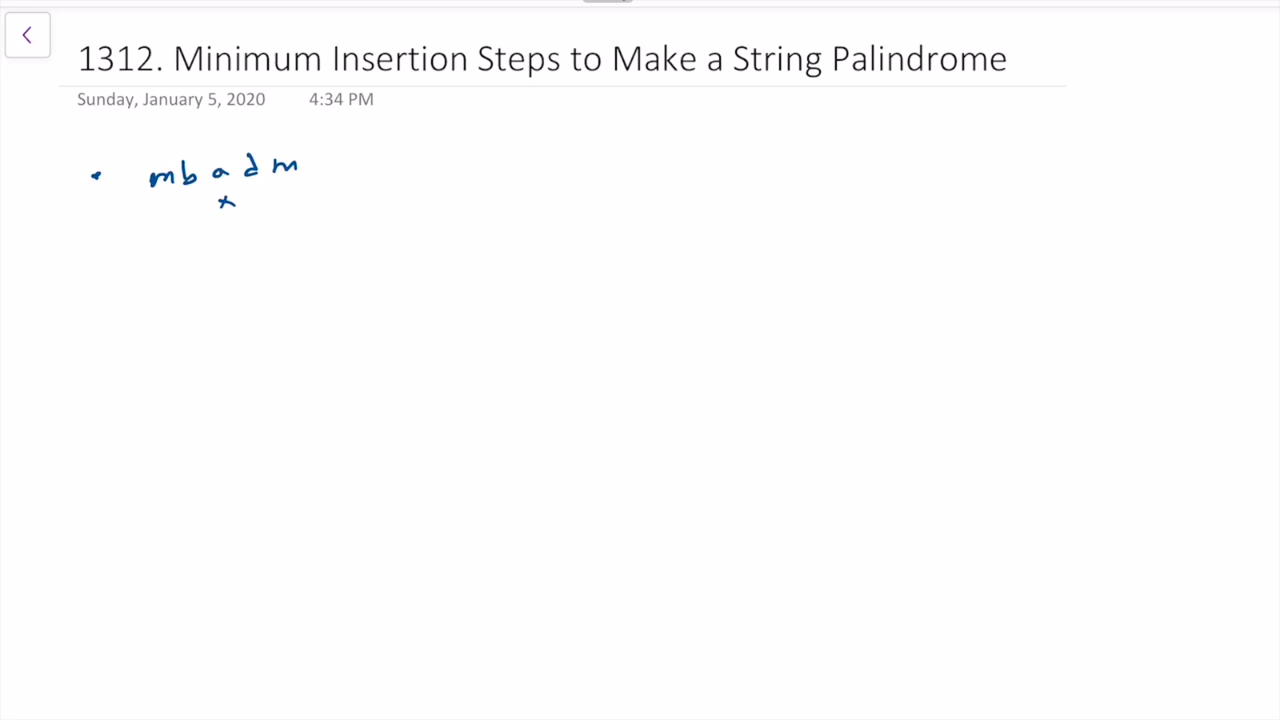 1312. Minimum Insertion Steps to Make a String Palindrome
Sunday, January 5, 2020 4:34 PM
• mbadm
x